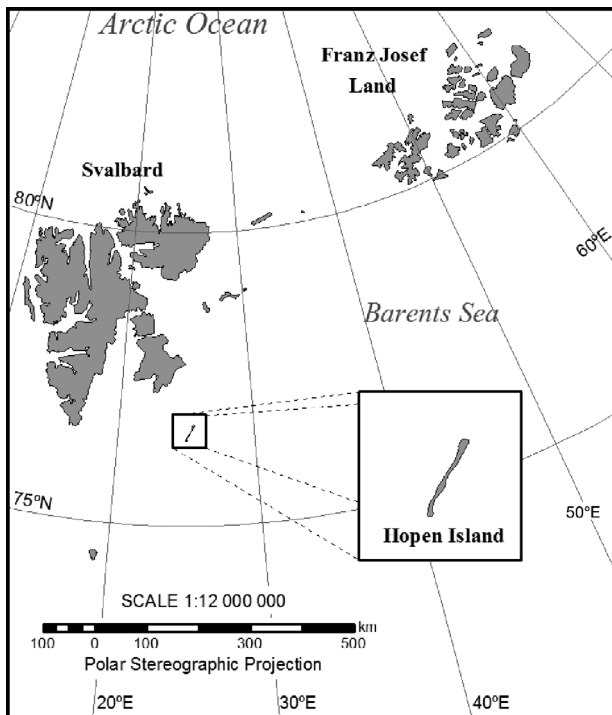 Arctic Ocean
Franz Josef
Land
Svalbard
80ºN
60ºE
Barents Sea
75ºN
50ºE
Hopen Island
SCALE 1:12 000 000
km
100 0 100 300 500
Polar Stereographic Projection
20ºE 30ºE 40ºE